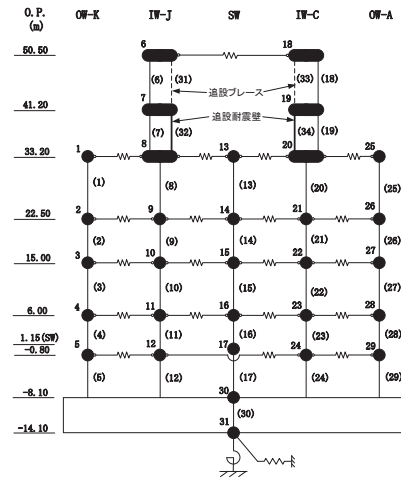 O.P.
(m)
OW-K IW-J SW IW-C OW-A
50.50 6 18
(6) (31) (33) (18)
追設ブレース
41.20 7 19
追設耐震壁
(7) (32) (34) (19)
33.20 1 8 13 20 25
(1) (8) (13) (20) (25)
22.50 2 9 14 21 26
(2) (9) (14) (21) (26)
15.00 3 10 15 22 27
(3) (10) (15) (22) (27)
6.00 4 11 16 23 28
(4) (11) (16) (23) (28)
1.15(SW) 17
-0.80 5 12 24 29
(5) (12) (17) (24) (29)
-8.10 30
(30)
-14.10 31